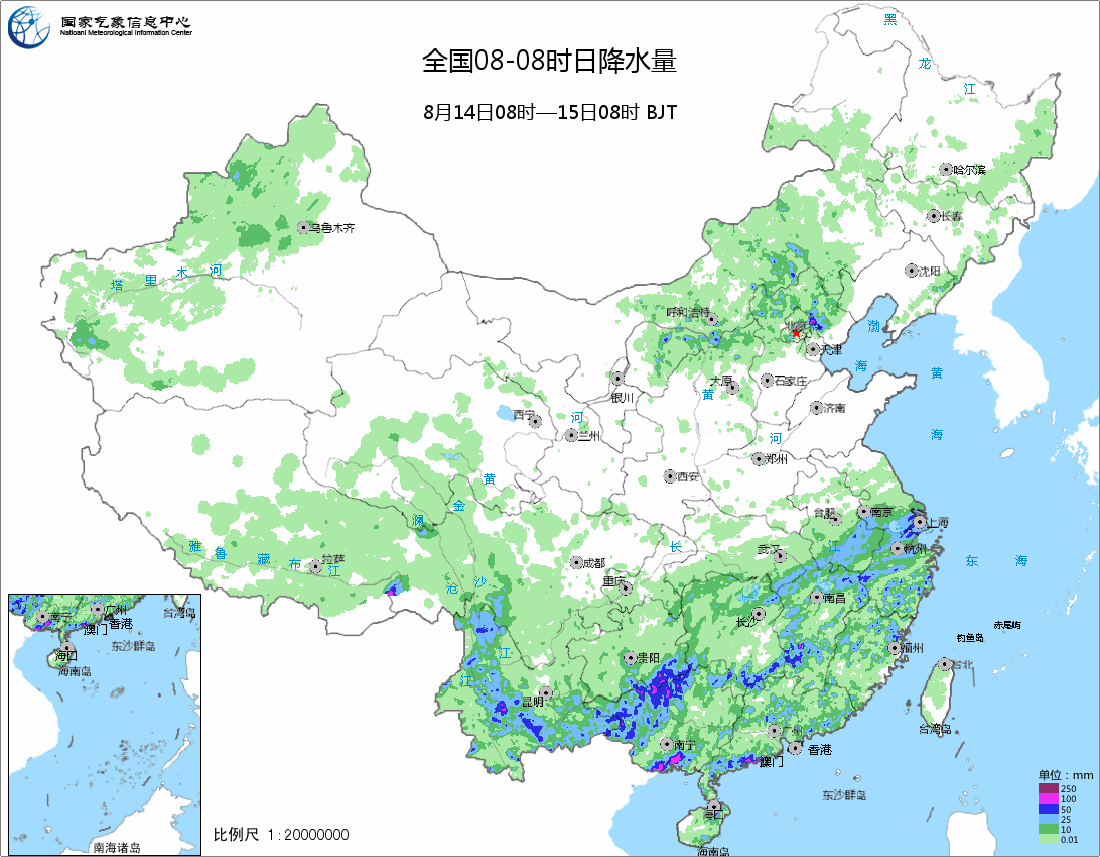 国家气象信息中心
Naitioanl Meteorological Information Center
全国08-08时日降水量
8月14日08时—15日08时 BJT
黑
龙
江
哈尔滨
长春
沈阳
乌鲁木齐
塔 里 木 河
呼和浩特
北京
天津
渤
海
黄
海
银川
太原
石家庄
黄
河
济南
西宁
河
兰州
郑州
西安
黄
金
澜
合肥
南京
上海
雅 鲁 藏 布 江
拉萨
沧
沙
江
江
成都
重庆
长
江
武汉
杭州
东 海
南昌
长沙
贵阳
昆明
福州
台北
台湾岛
钓鱼岛
赤尾屿
南宁
广州
香港
澳门
海口
海南岛
东沙群岛
南宁
广州
香港
澳门
台湾岛
东沙群岛
海口
海南岛
南海诸岛
比例尺 1:20000000
单位：mm
250
100
50
25
10
0.01